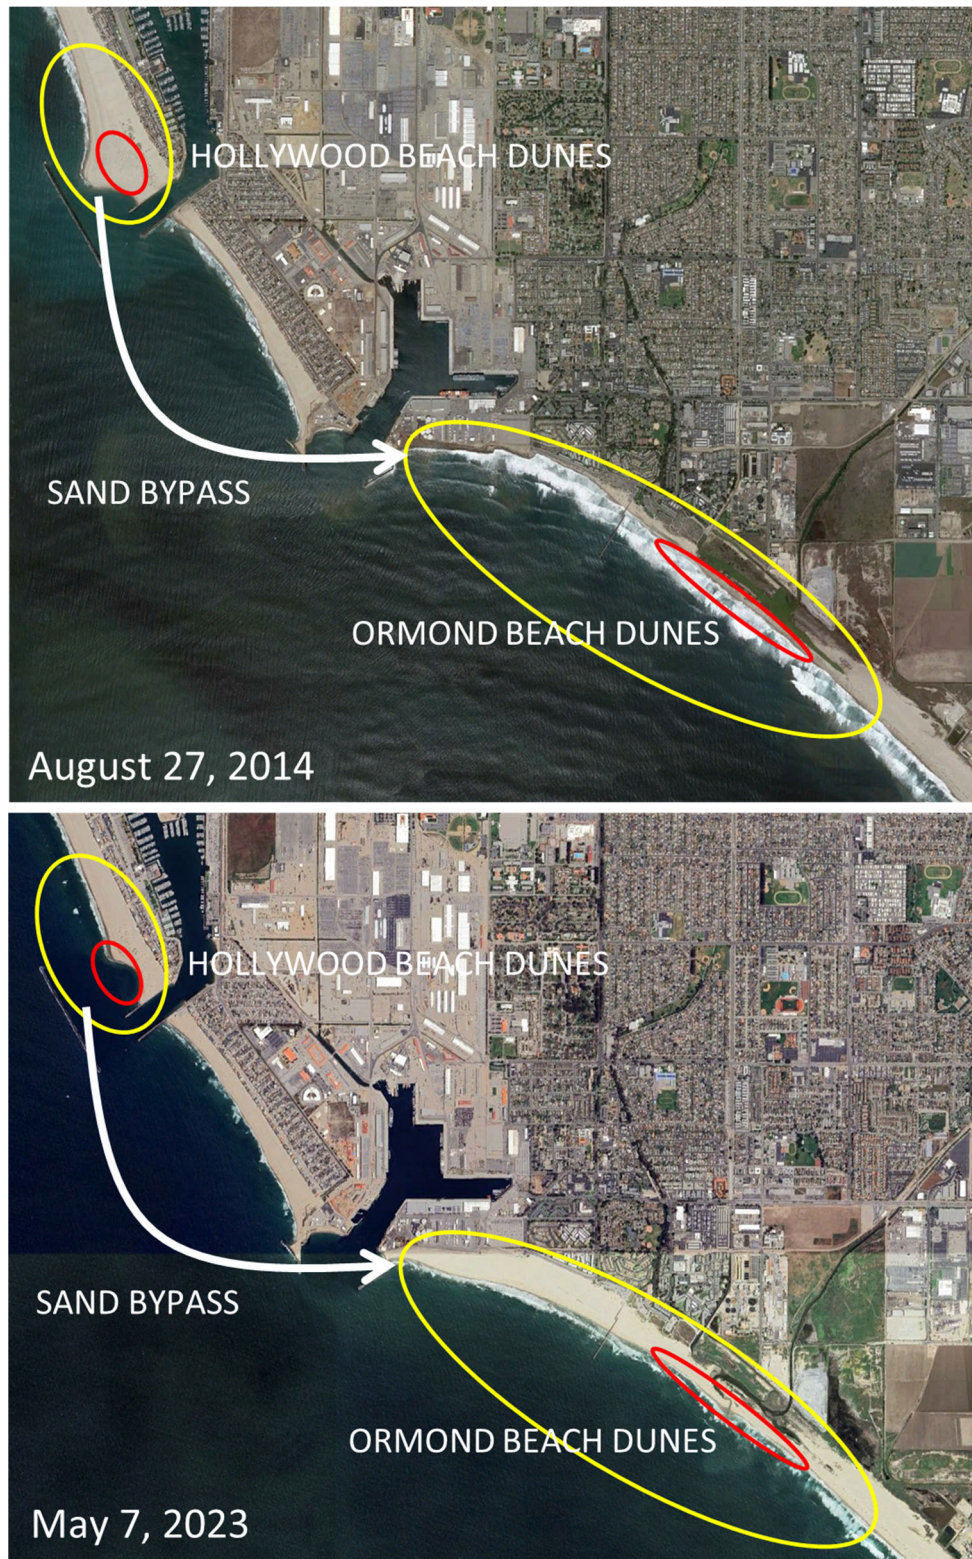 HOLLYWOOD BEACH DUNES
SAND BYPASS
ORMOND BEACH DUNES
August 27, 2014
HOLLYWOOD BEACH DUNES
SAND BYPASS
ORMOND BEACH DUNES
May 7, 2023